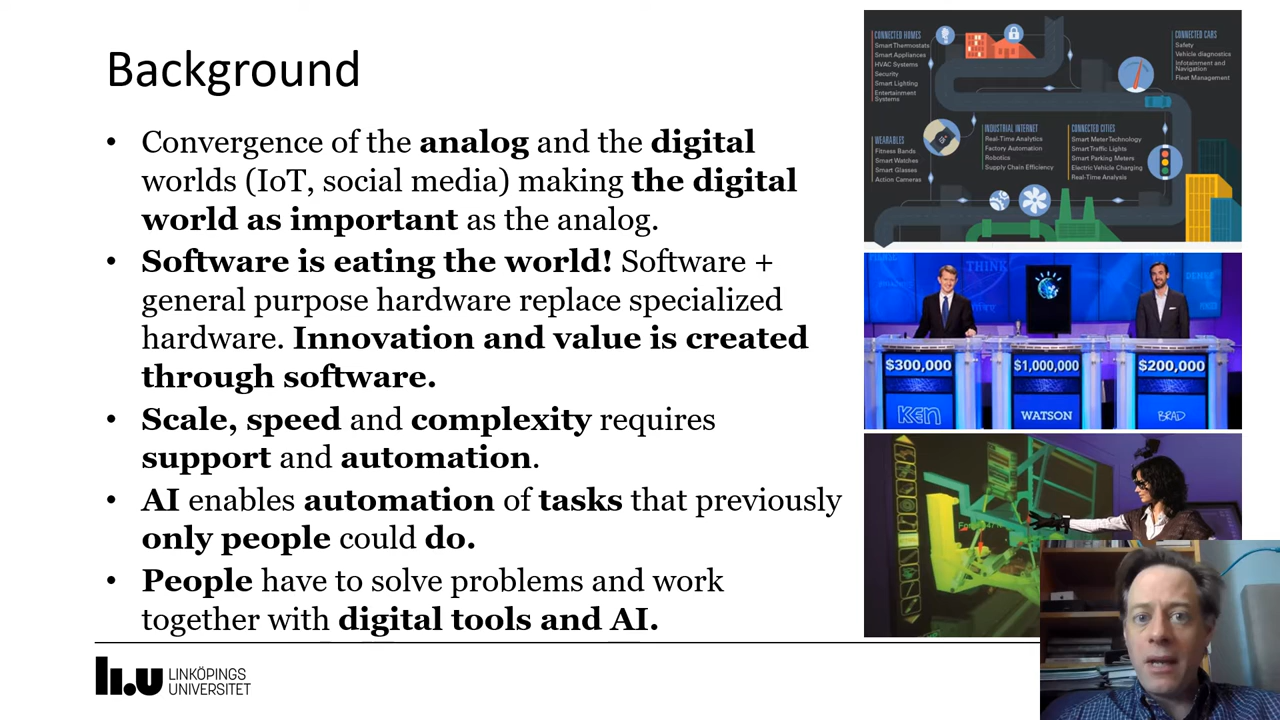 Background
• Convergence of the analog and the digital
worlds (IoT, social media) making the digital
world as important as the analog.
• Software is eating the world! Software +
general purpose hardware replace specialized
hardware. Innovation and value is created
through software.
• Scale, speed and complexity requires
support and automation.
• AI enables automation of tasks that previously
only people could do.
• People have to solve problems and work
together with digital tools and AI.
LINKÖPINGS
UNIVERSITET
CONNECTED HOMES
Smart Thermostats
Smart Appliances
HVAC Systems
Security
Smart Lighting
Entertainment
Systems
CONNECTED CARS
Safety
Vehicle diagnostics
Infotainment and
Navigation
Fleet Management
WEARABLES
Fitness Bands
Smart Watches
Smart Glasses
Action Cameras
INDUSTRIAL INTERNET
Real-Time Analytics
Factory Automation
Robotics
Supply Chain Efficiency
CONNECTED CITIES
Smart Meter Technology
Smart Traffic Lights
Smart Parking Meters
Electric Vehicle Charging
Real-Time Analysis
THINK
$300,000
$1,000,000
$200,000
KEN
WATSON
BRAD